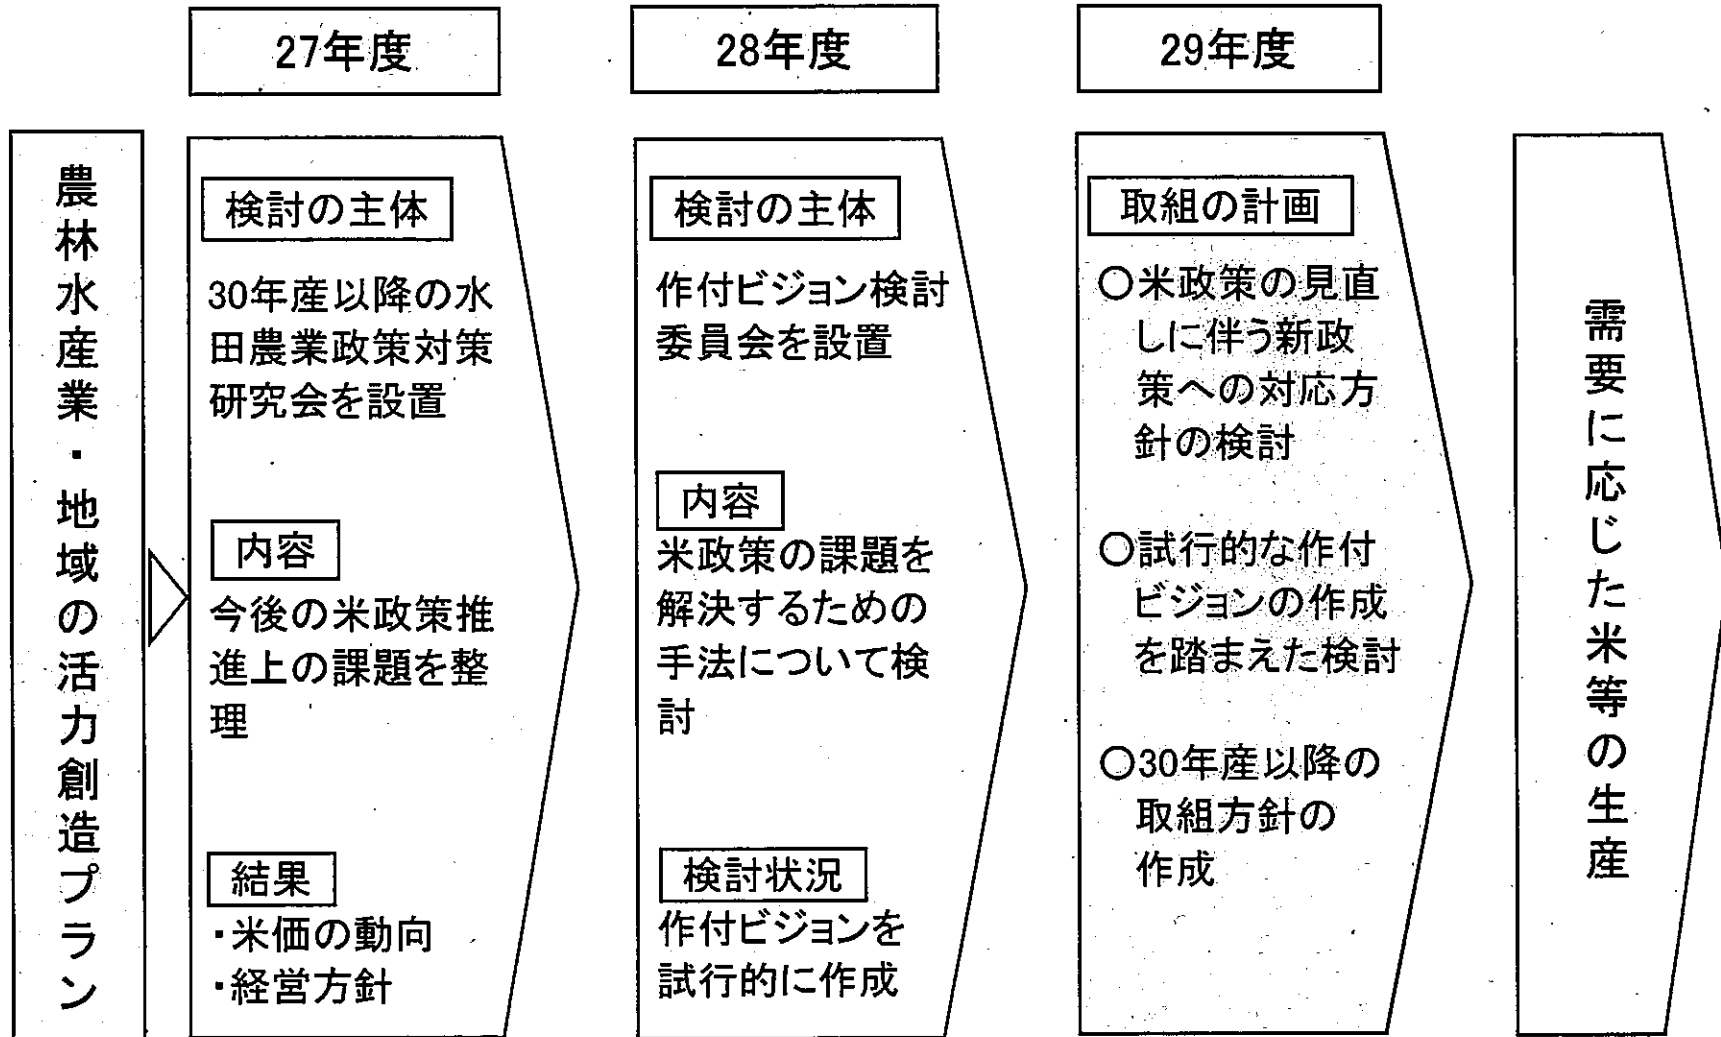 27年度
28年度
29年度
農林水産業・地域の活力創造プラン
検討の主体
30年産以降の水
田農業政策対策
研究会を設置
内容
今後の米政策推
進上の課題を整
理
結果
・米価の動向
・経営方針
検討の主体
作付ビジョン検討
委員会を設置
内容
米政策の課題を
解決するための
手法について検
討
検討状況
作付ビジョンを
試行的に作成
取組の計画
○米政策の見直
しに伴う新政
策への対応方
針の検討
○試行的な作付
ビジョンの作成
を踏まえた検討
○30年産以降の
取組方針の
作成
需要に応じた米等の生産